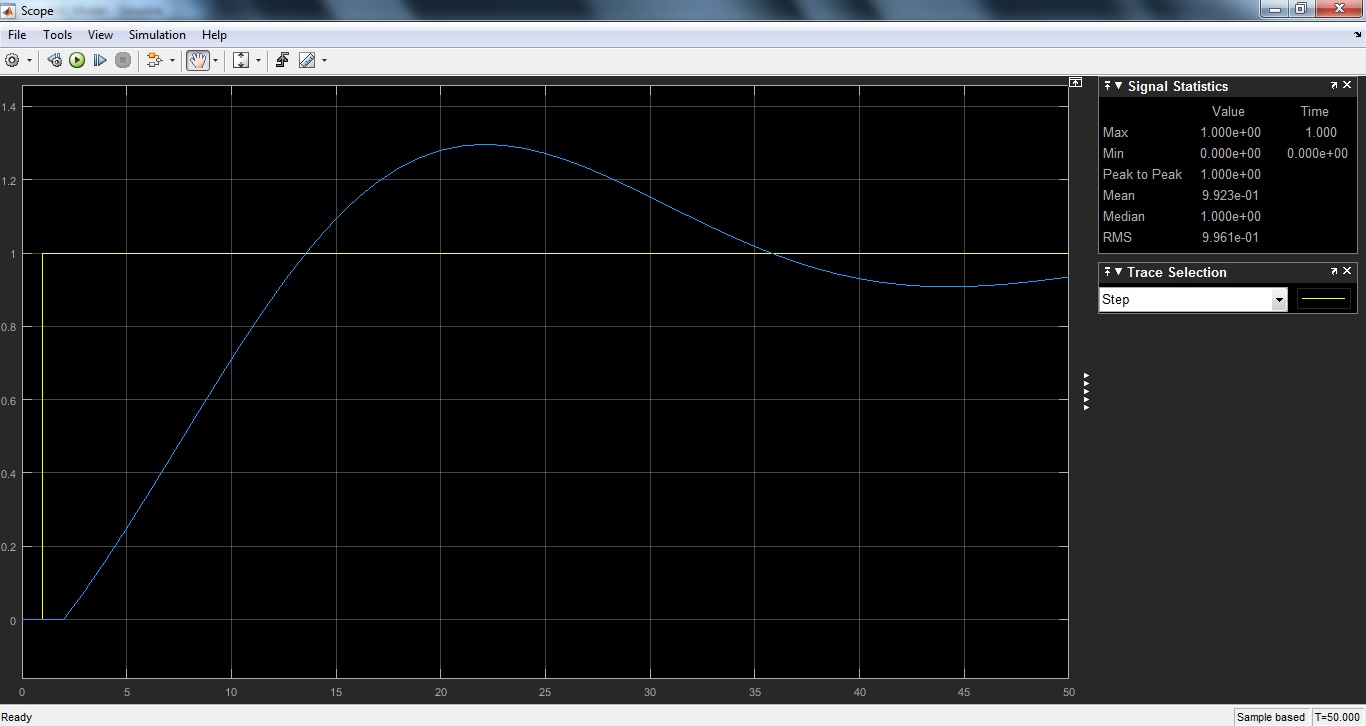 Scope
File Tools View Simulation Help
1.4
1.2
1
0.8
0.6
0.4
0.2
0
0 5 10 15 20 25 30 35 40 45 50
Signal Statistics
Value Time
Max 1.000e+00 1.000
Min 0.000e+00 0.000e+00
Peak to Peak 1.000e+00
Mean 9.923e-01
Median 1.000e+00
RMS 9.961e-01
Trace Selection
Step
Ready Sample based T=50.000